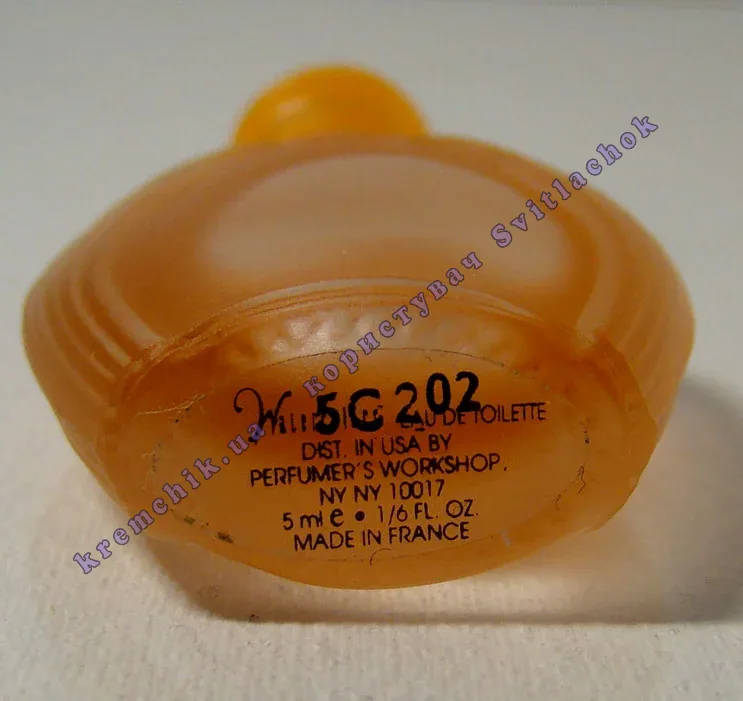 5C 202
EAU DE TOILETTE
DIST. IN USA BY
PERFUMER'S WORKSHOP,
NY NY 10017
5 ml e • 1/6 FL. OZ.
MADE IN FRANCE
kremchik.ua користувач Svitlachok